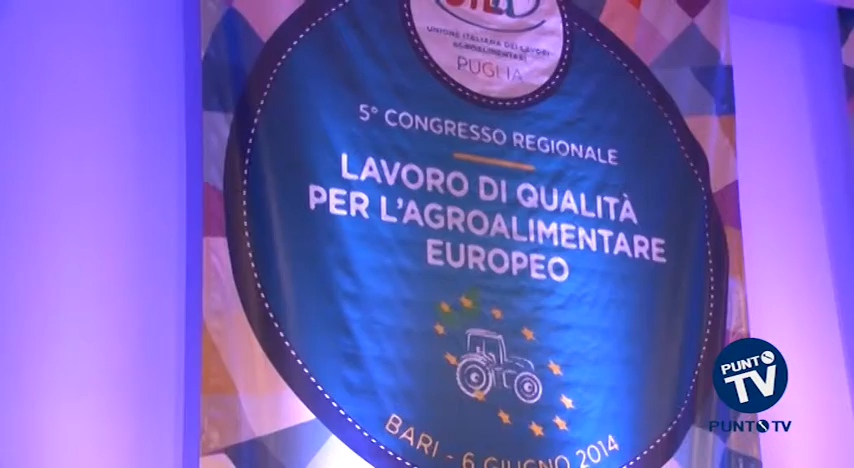 UNIONE ITALIANA DEI LAVORI
AGROALIMENTARI
PUGLIA
5° CONGRESSO REGIONALE
LAVORO DI QUALITÀ
PER L'AGROALIMENTARE
EUROPEO
BARI - 6 GIUGNO 2014
PUNTO
TV
PUNTO TV